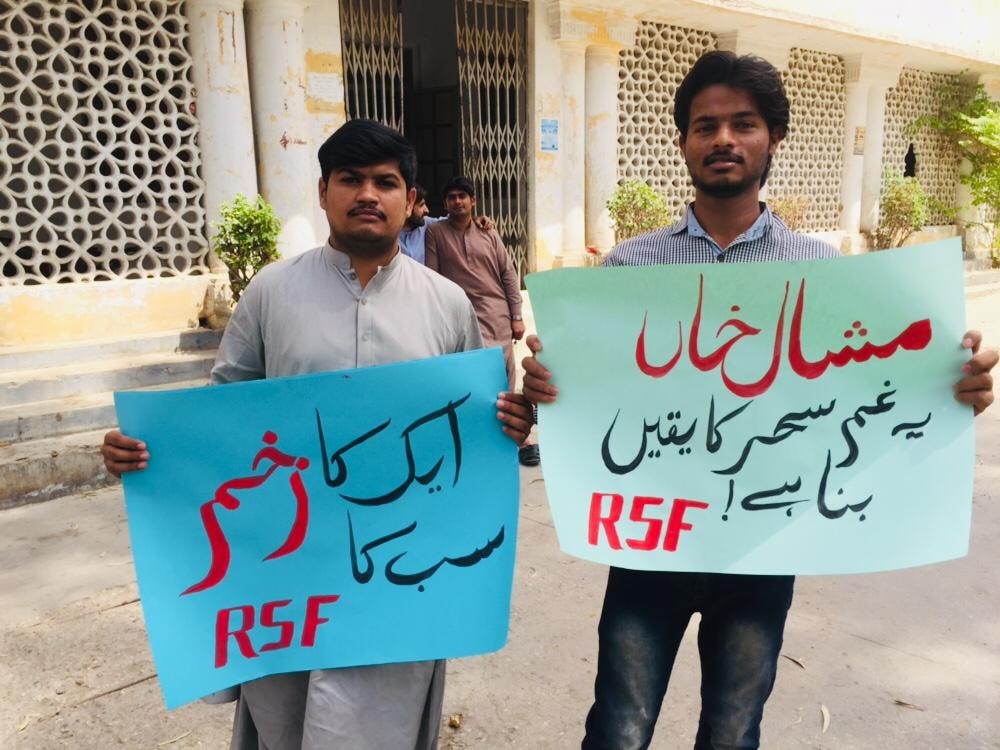 ایک کا
زخم
سب کا
RSF
مشال خاں
یہ غم سحر کا یقیں
بنا ہے!
RSF